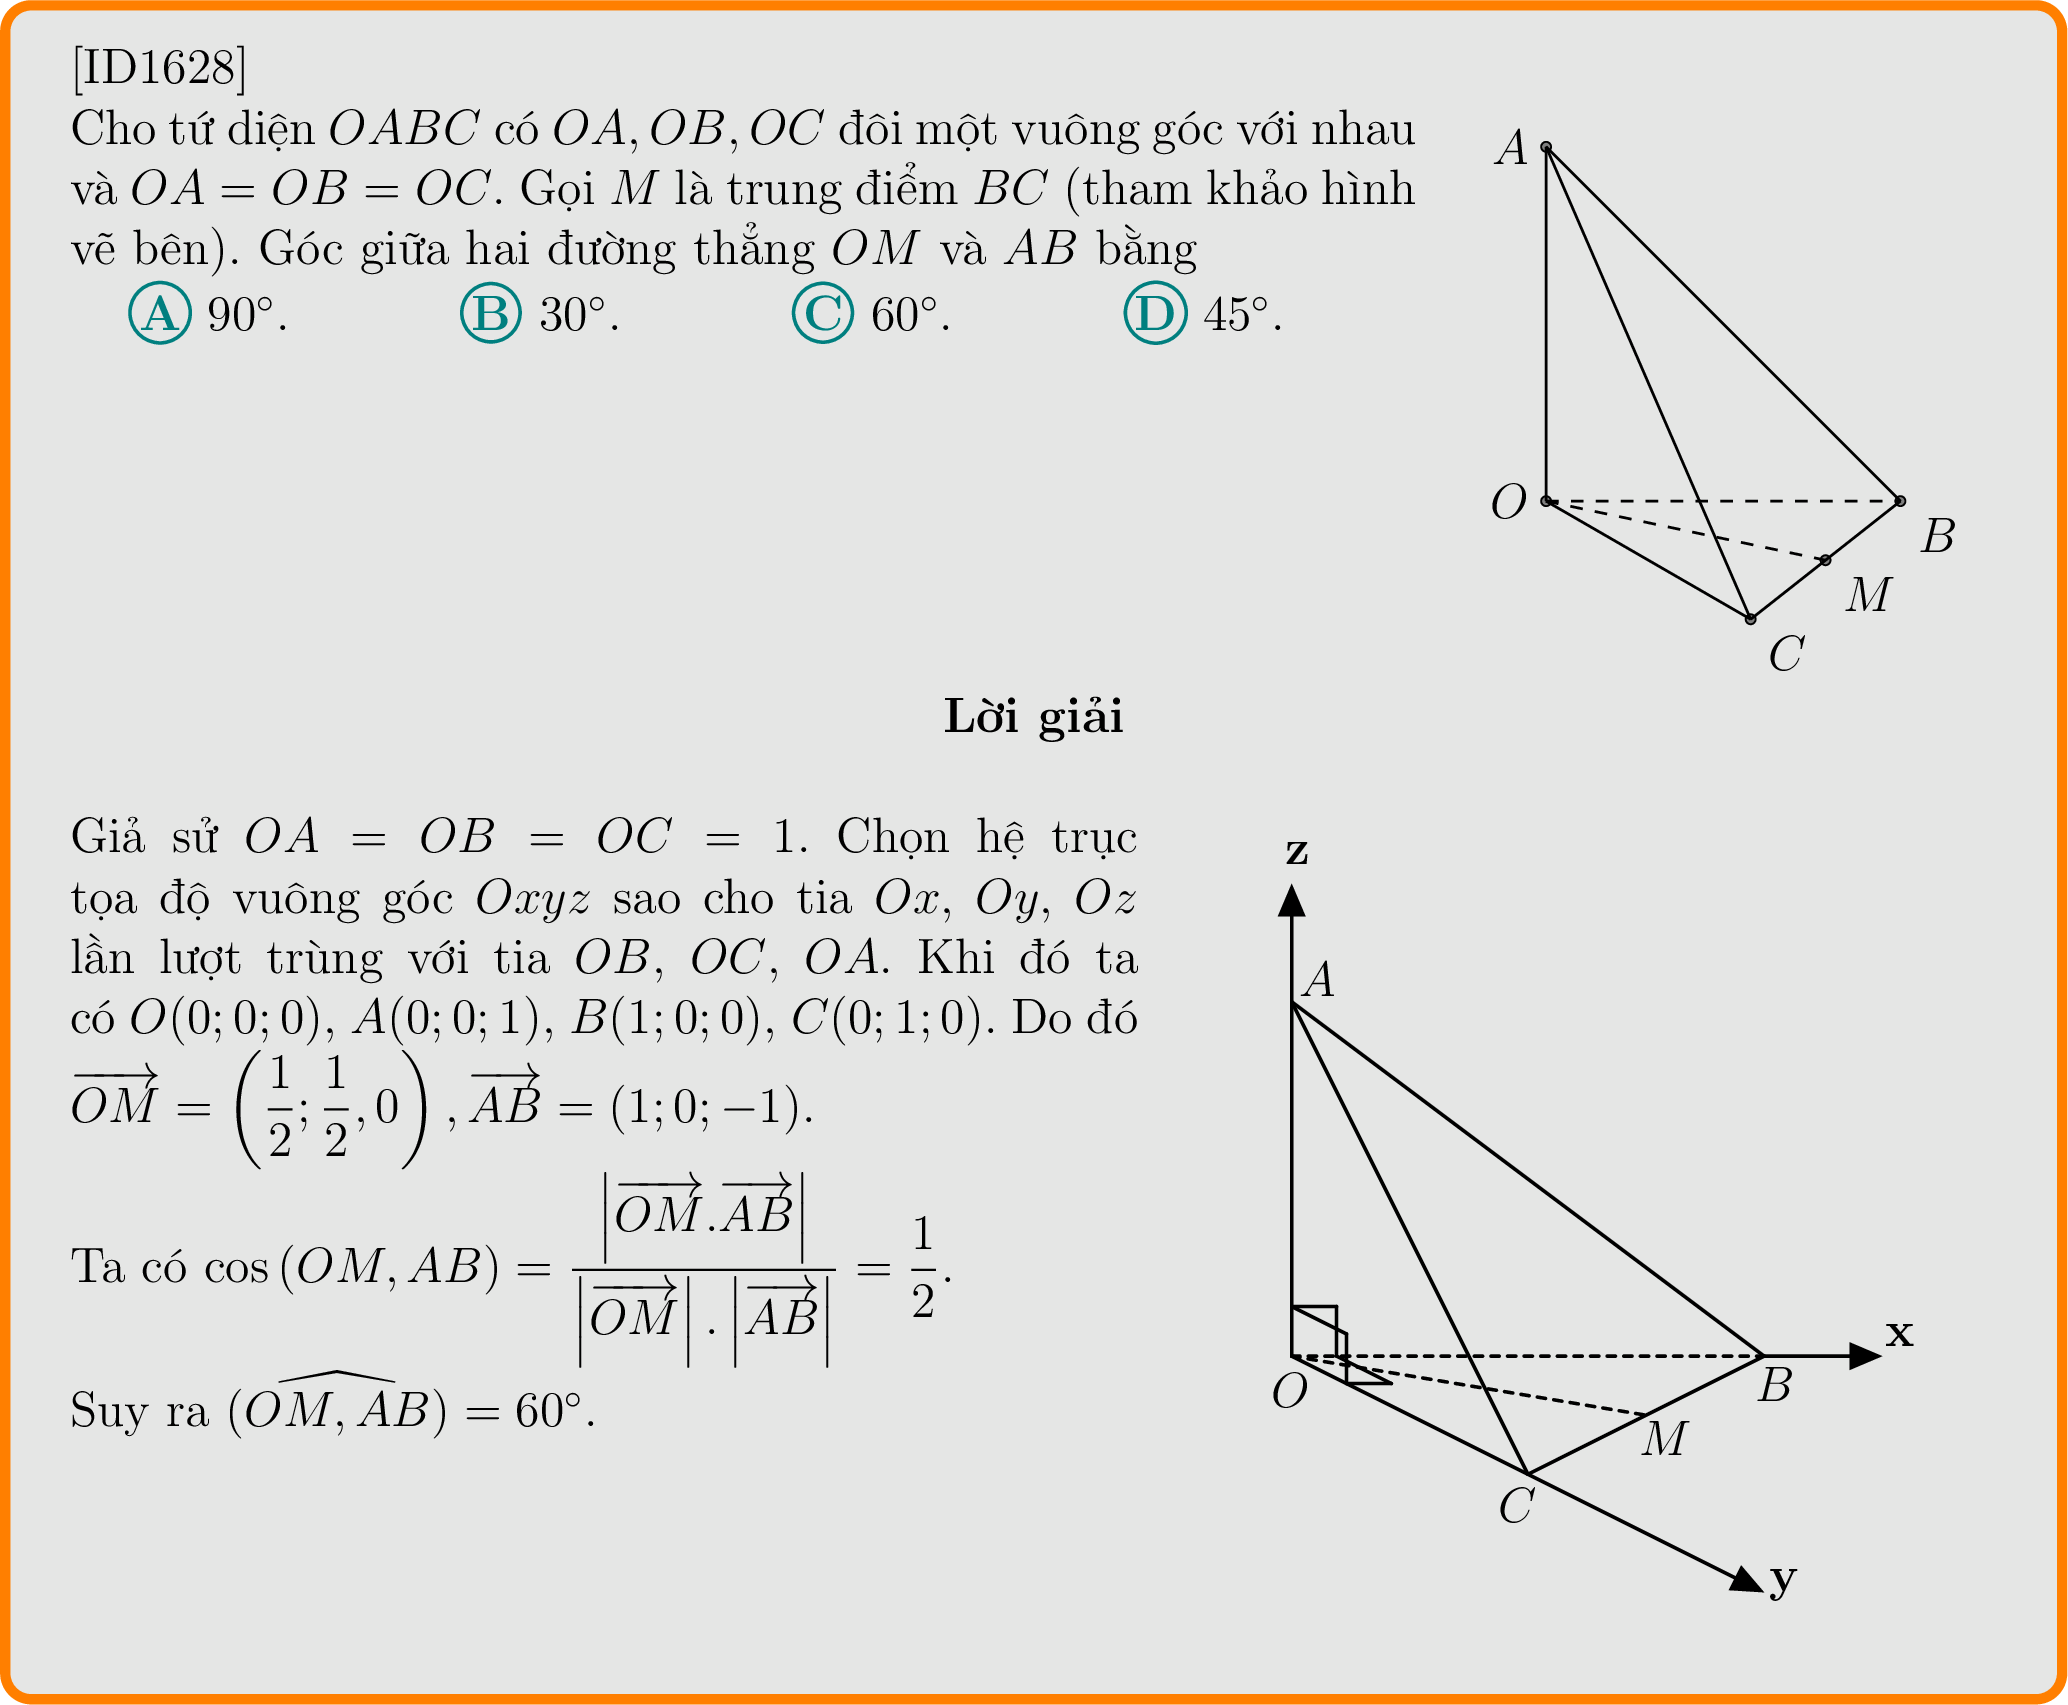 [ID1628]
Cho tứ diện OABC có OA, OB, OC đôi một vuông góc với nhau
và OA = OB = OC. Gọi M là trung điểm BC (tham khảo hình
vẽ bên). Góc giữa hai đường thẳng OM và AB bằng
A 90°. B 30°. C 60°. D 45°.
A
O
B
M
C
Lời giải
Giả sử OA = OB = OC = 1. Chọn hệ trục
tọa độ vuông góc Oxyz sao cho tia Ox, Oy, Oz
lần lượt trùng với tia OB, OC, OA. Khi đó ta
có O(0; 0; 0), A(0; 0; 1), B(1; 0; 0), C(0; 1; 0). Do đó
$\overrightarrow{OM} = \left(\frac{1}{2}; \frac{1}{2}, 0\right), \overrightarrow{AB} = (1; 0; -1).$
Ta có $\cos (OM, AB) = \frac{\left|\overrightarrow{OM}.\overrightarrow{AB}\right|}{\left|\overrightarrow{OM}\right| . \left|\overrightarrow{AB}\right|} = \frac{1}{2}.$
Suy ra $(\widehat{OM, AB}) = 60°.$
z
A
x
O
B
M
C
y